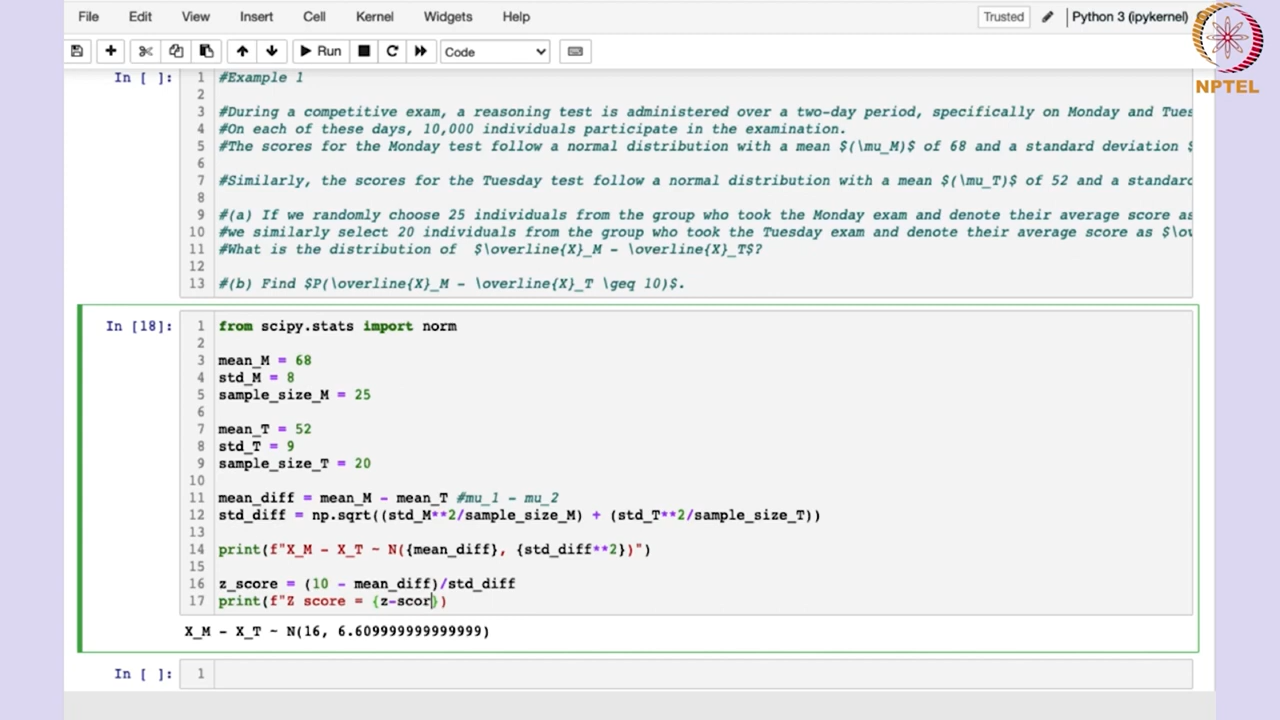 File Edit View Insert Cell Kernel Widgets Help Trusted Python 3 (ipykernel)
NPTEL
Run Code
In [ ]:
1 #Example 1
2
3 #During a competitive exam, a reasoning test is administered over a two-day period, specifically on Monday and Tues
4 #On each of these days, 10,000 individuals participate in the examination.
5 #The scores for the Monday test follow a normal distribution with a mean $(\mu_M)$ of 68 and a standard deviation $
6
7 #Similarly, the scores for the Tuesday test follow a normal distribution with a mean $(\mu_T)$ of 52 and a standard
8
9 #(a) If we randomly choose 25 individuals from the group who took the Monday exam and denote their average score as
10 #we similarly select 20 individuals from the group who took the Tuesday exam and denote their average score as $\ov
11 #What is the distribution of  $\overline{X}_M - \overline{X}_T$?
12
13 #(b) Find $P(\overline{X}_M - \overline{X}_T \geq 10)$.
In [18]:
1 from scipy.stats import norm
2
3 mean_M = 68
4 std_M = 8
5 sample_size_M = 25
6
7 mean_T = 52
8 std_T = 9
9 sample_size_T = 20
10
11 mean_diff = mean_M - mean_T #mu_1 - mu_2
12 std_diff = np.sqrt((std_M**2/sample_size_M) + (std_T**2/sample_size_T))
13
14 print(f"X_M - X_T ~ N({mean_diff}, {std_diff**2})")
15
16 z_score = (10 - mean_diff)/std_diff
17 print(f"Z score = {z-scor})
X_M - X_T ~ N(16, 6.609999999999999)
In [ ]:
1